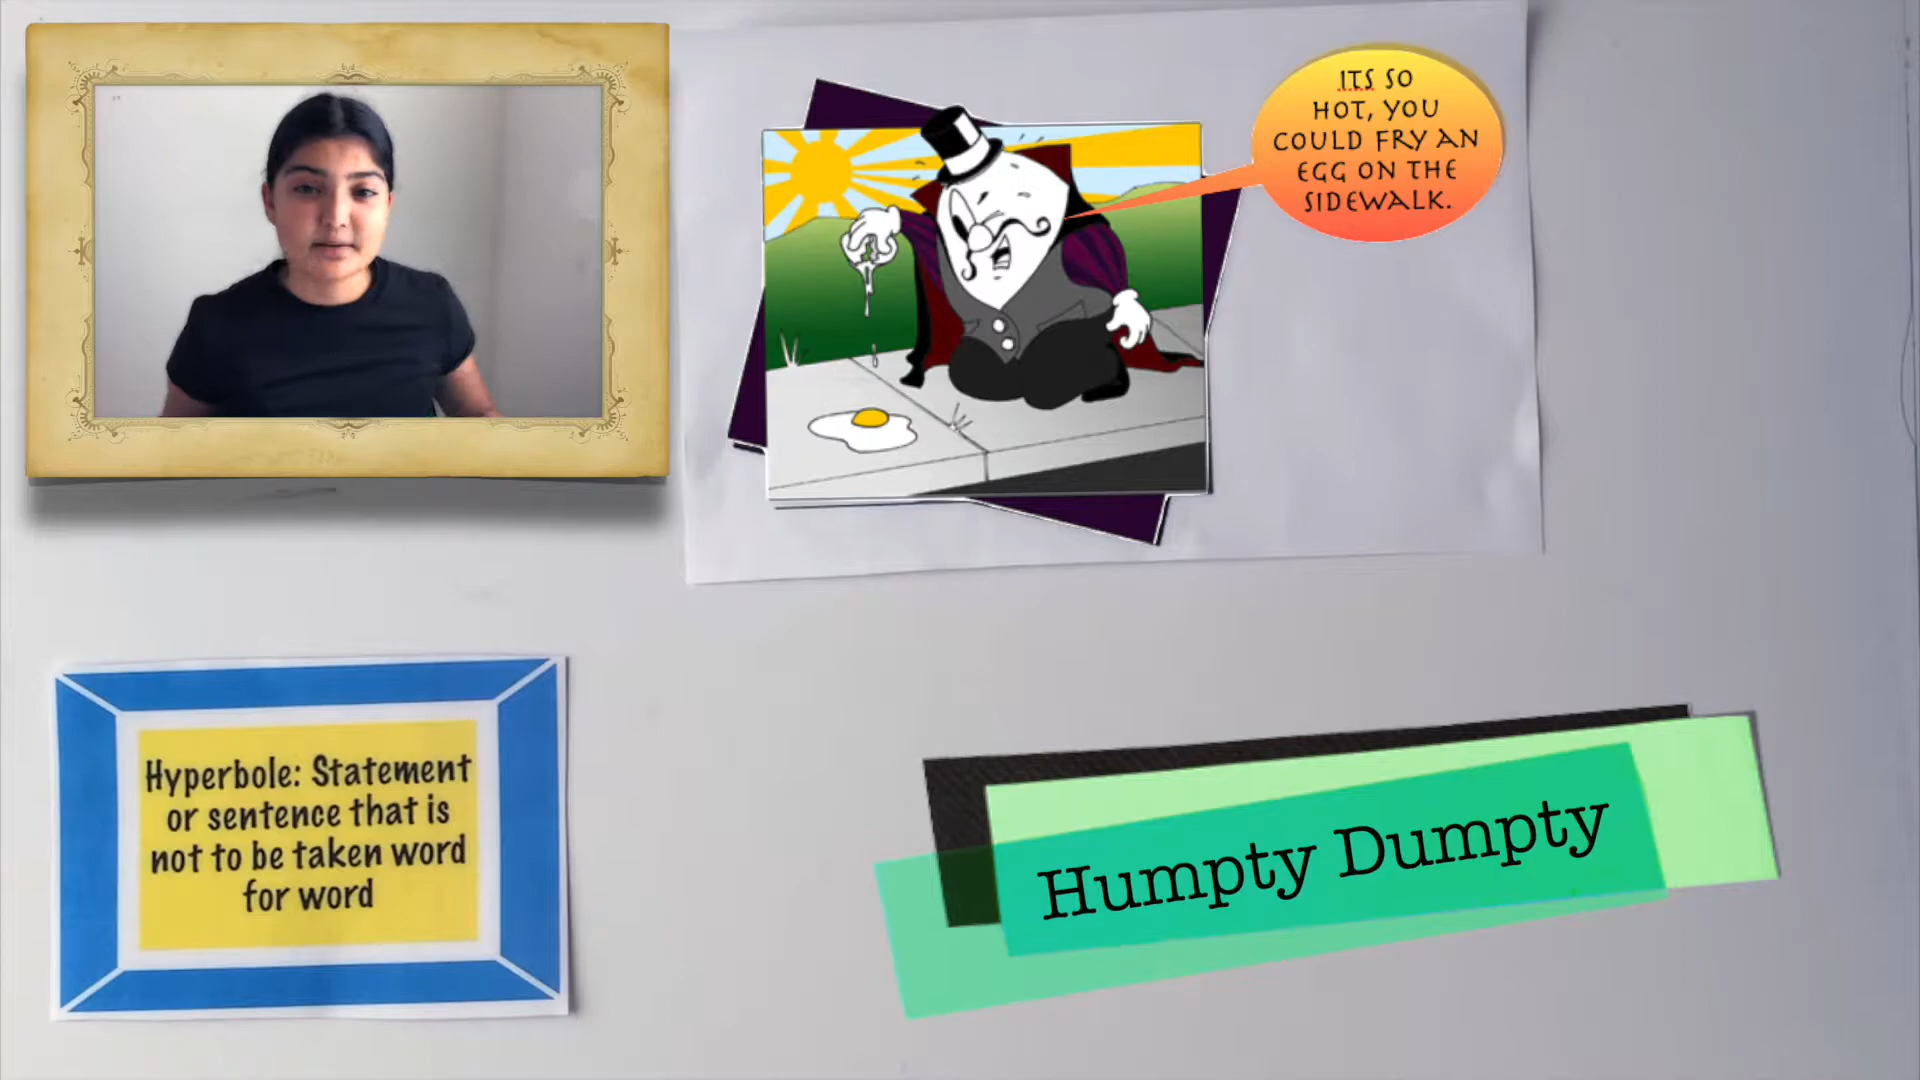 ITS SO
HOT, YOU
COULD FRY AN
EGG ON THE
SIDEWALK.
Hyperbole: Statement
or sentence that is
not to be taken word
for word
Humpty Dumpty